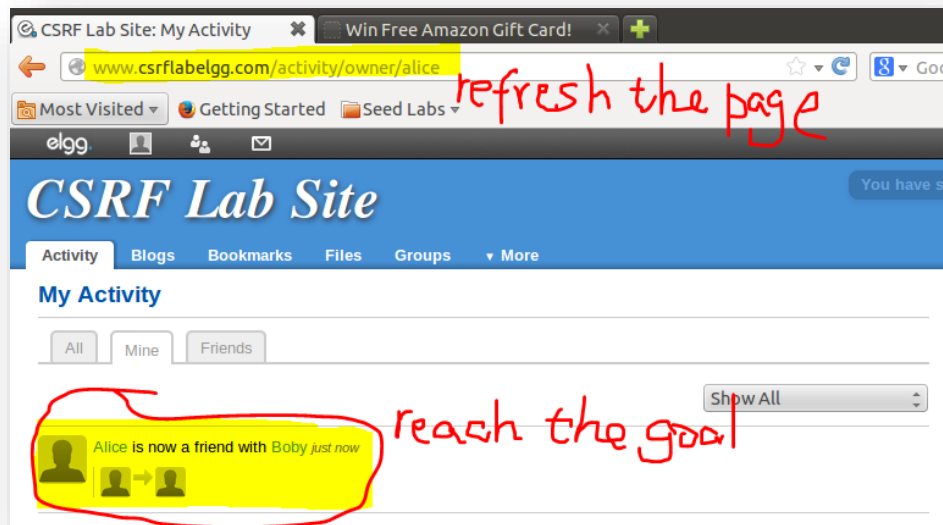 CSRF Lab Site: My Activity
Win Free Amazon Gift Card!
www.csrflabelgg.com/activity/owner/alice
Goo
refresh the page
Most Visited
Getting Started
Seed Labs
elgg.
You have s
CSRF Lab Site
Activity Blogs Bookmarks Files Groups More
My Activity
All Mine Friends
Show All
reach the goal
Alice is now a friend with Boby just now